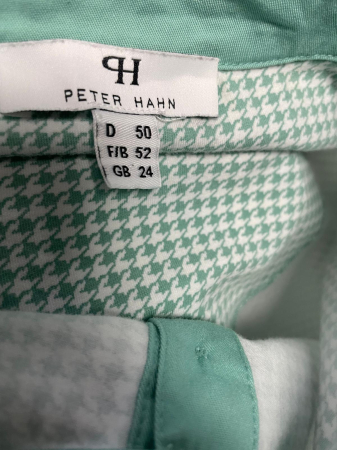 PH
PETER HAHN
D 50
F/B 52
GB 24